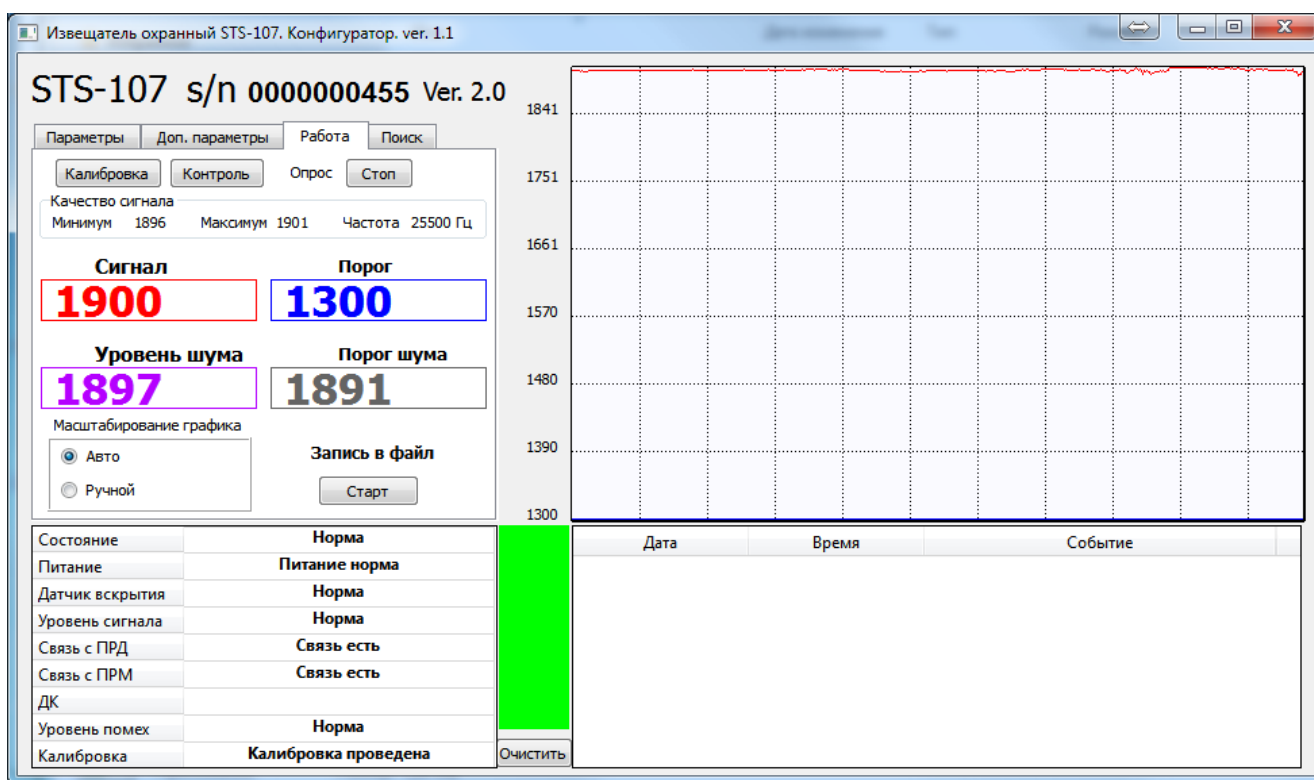 Извещатель охранный STS-107. Конфигуратор. ver. 1.1
STS-107 s/n 0000000455 Ver. 2.0
Параметры Доп. параметры Работа Поиск
Калибровка Контроль Опрос Стоп
Качество сигнала
Минимум 1896 Максимум 1901 Частота 25500 Гц
Сигнал Порог
1900 1300
Уровень шума Порог шума
1897 1891
Масштабирование графика
Авто
Запись в файл
Ручной
Старт
1841
1751
1661
1570
1480
1390
1300
Состояние Норма
Питание Питание норма
Датчик вскрытия Норма
Уровень сигнала Норма
Связь с ПРД Связь есть
Связь с ПРМ Связь есть
ДК
Уровень помех Норма
Калибровка Калибровка проведена
Очистить
Дата Время Событие